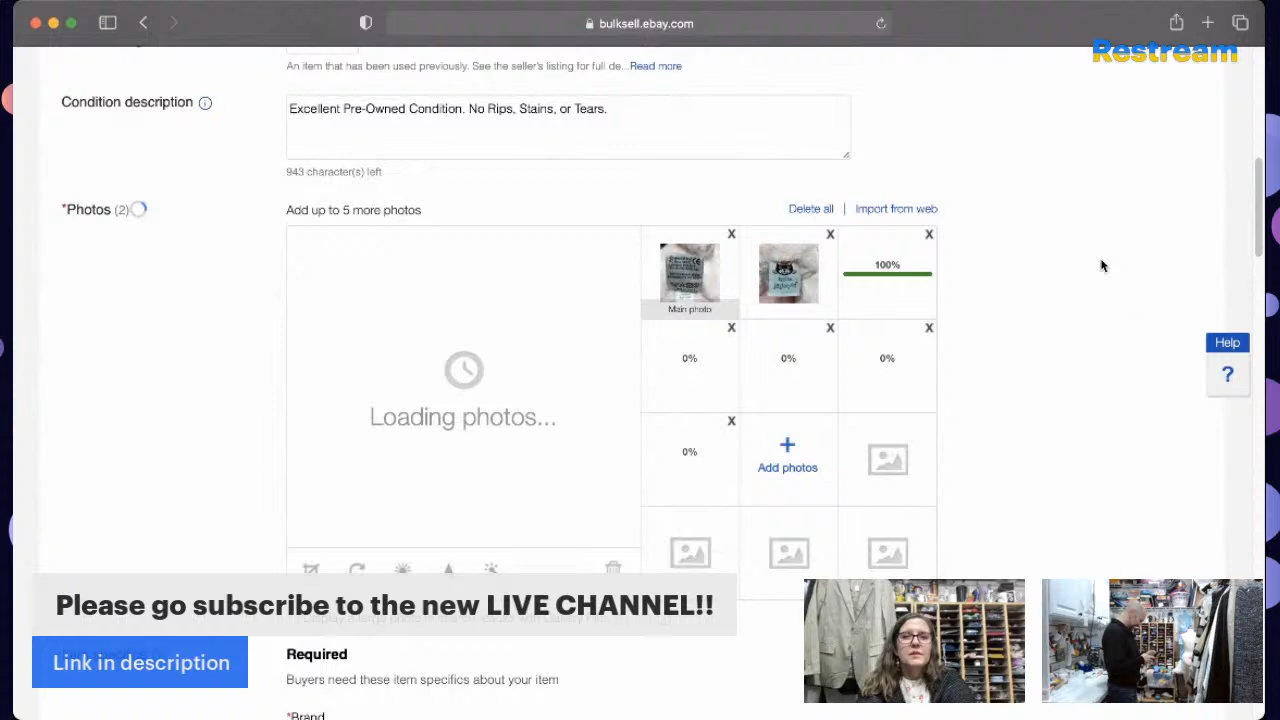 bulksell.ebay.com
Restream
An item that has been used previously. See the seller's listing for full de...Read more
Condition description
Excellent Pre-Owned Condition. No Rips, Stains, or Tears.
943 character(s) left
*Photos (2)
Add up to 5 more photos
Delete all | Import from web
X X X
100%
Main photo
X X X
0% 0% 0%
Help
?
Loading photos...
X
0%
+
Add photos
Please go subscribe to the new LIVE CHANNEL!!
Link in description
Required
Buyers need these item specifics about your item
*Brand